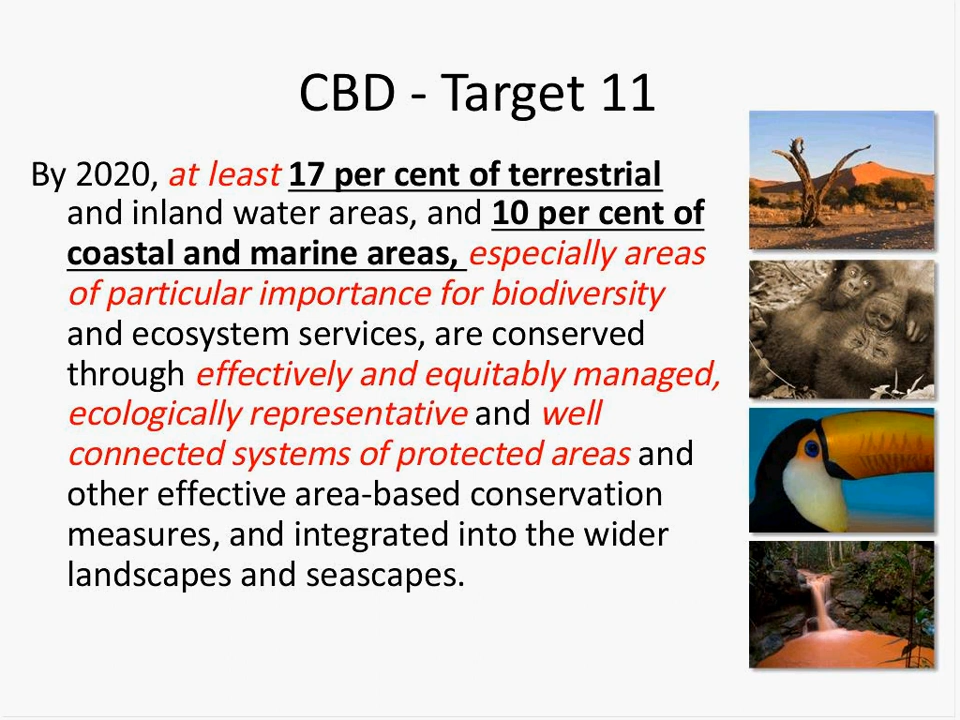 CBD - Target 11
By 2020, at least 17 per cent of terrestrial
and inland water areas, and 10 per cent of
coastal and marine areas, especially areas
of particular importance for biodiversity
and ecosystem services, are conserved
through effectively and equitably managed,
ecologically representative and well
connected systems of protected areas and
other effective area-based conservation
measures, and integrated into the wider
landscapes and seascapes.